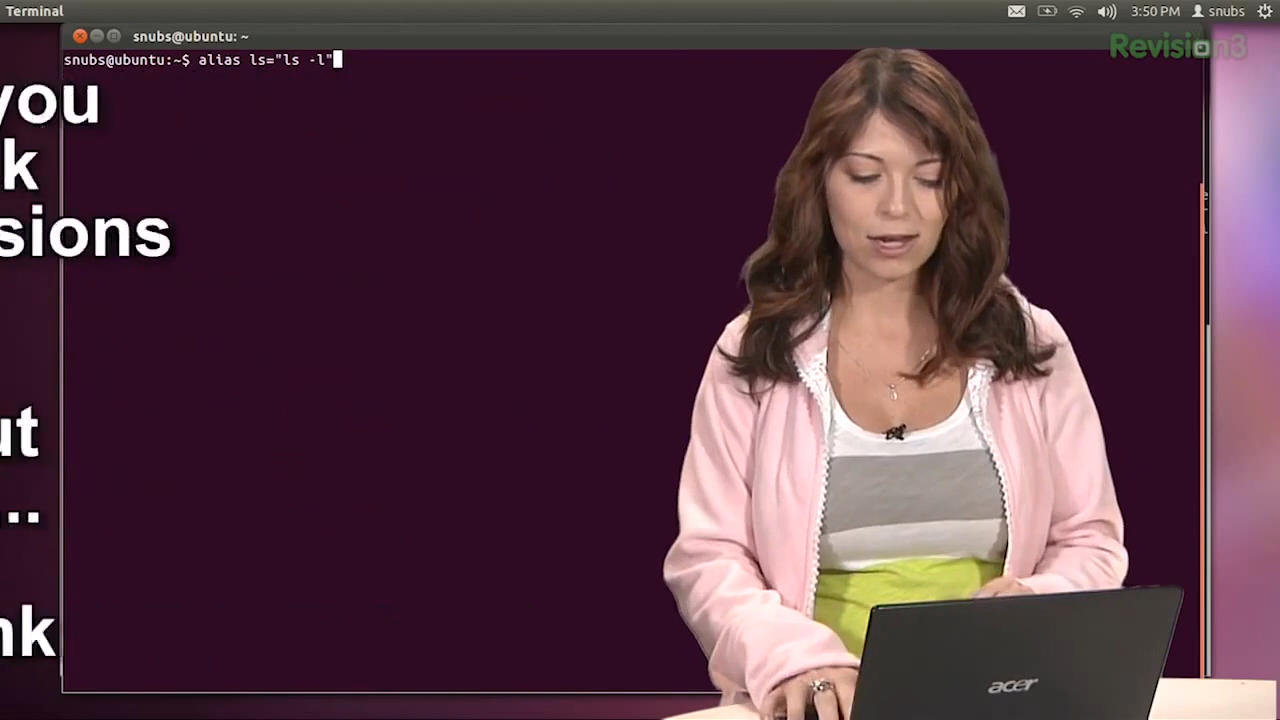 Terminal
3:50 PM
snubs
snubs@ubuntu: ~
Revision3
snubs@ubuntu:~$ alias ls="ls -l"
you
k
sions
ut
...
nk
acer